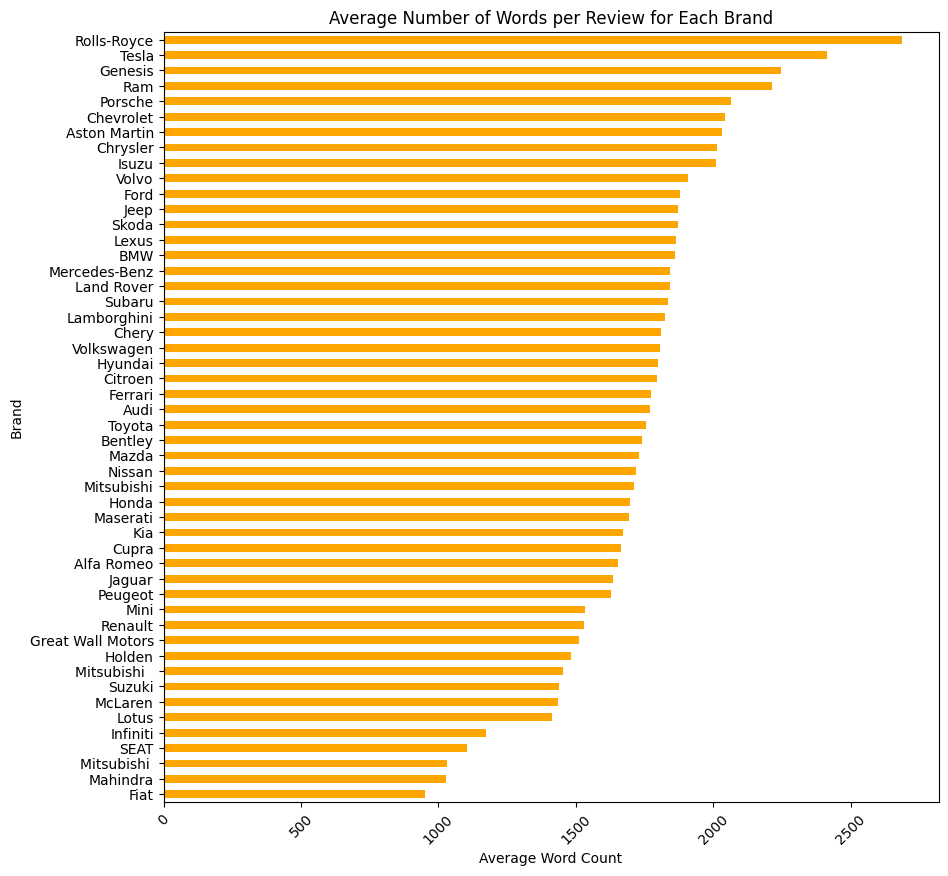 Average Number of Words per Review for Each Brand
Rolls-Royce
Tesla
Genesis
Ram
Porsche
Chevrolet
Aston Martin
Chrysler
Isuzu
Volvo
Ford
Jeep
Skoda
Lexus
BMW
Mercedes-Benz
Land Rover
Subaru
Lamborghini
Chery
Volkswagen
Hyundai
Citroen
Ferrari
Audi
Toyota
Bentley
Mazda
Nissan
Mitsubishi
Honda
Maserati
Kia
Cupra
Alfa Romeo
Jaguar
Peugeot
Mini
Renault
Great Wall Motors
Holden
Mitsubishi
Suzuki
McLaren
Lotus
Infiniti
SEAT
Mitsubishi
Mahindra
Fiat
Brand
0 500 1000 1500 2000 2500
Average Word Count